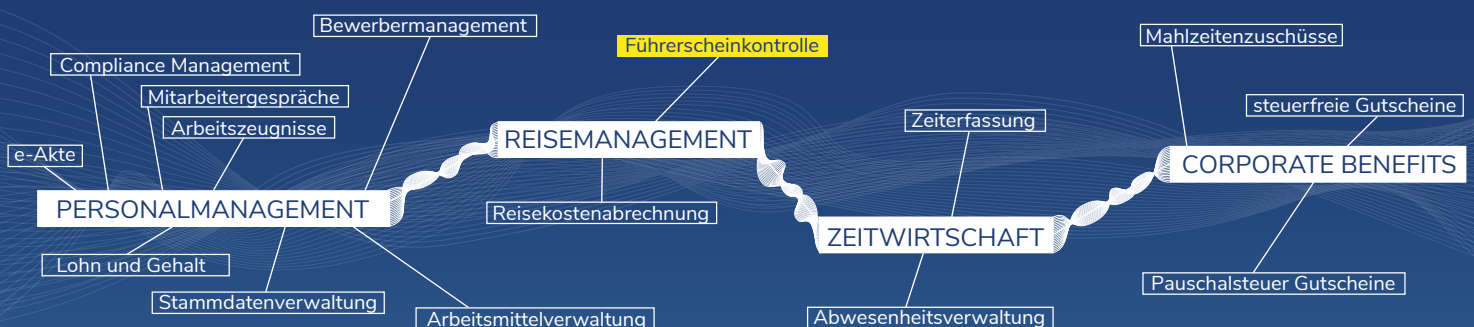 Bewerbermanagement
Compliance Management
Mitarbeitergespräche
Arbeitszeugnisse
e-Akte
PERSONALMANAGEMENT
Lohn und Gehalt
Stammdatenverwaltung
Arbeitsmittelverwaltung
Führerscheinkontrolle
REISEMANAGEMENT
Reisekostenabrechnung
Zeiterfassung
ZEITWIRTSCHAFT
Abwesenheitsverwaltung
Mahlzeitenzuschüsse
steuerfreie Gutscheine
CORPORATE BENEFITS
Pauschalsteuer Gutscheine